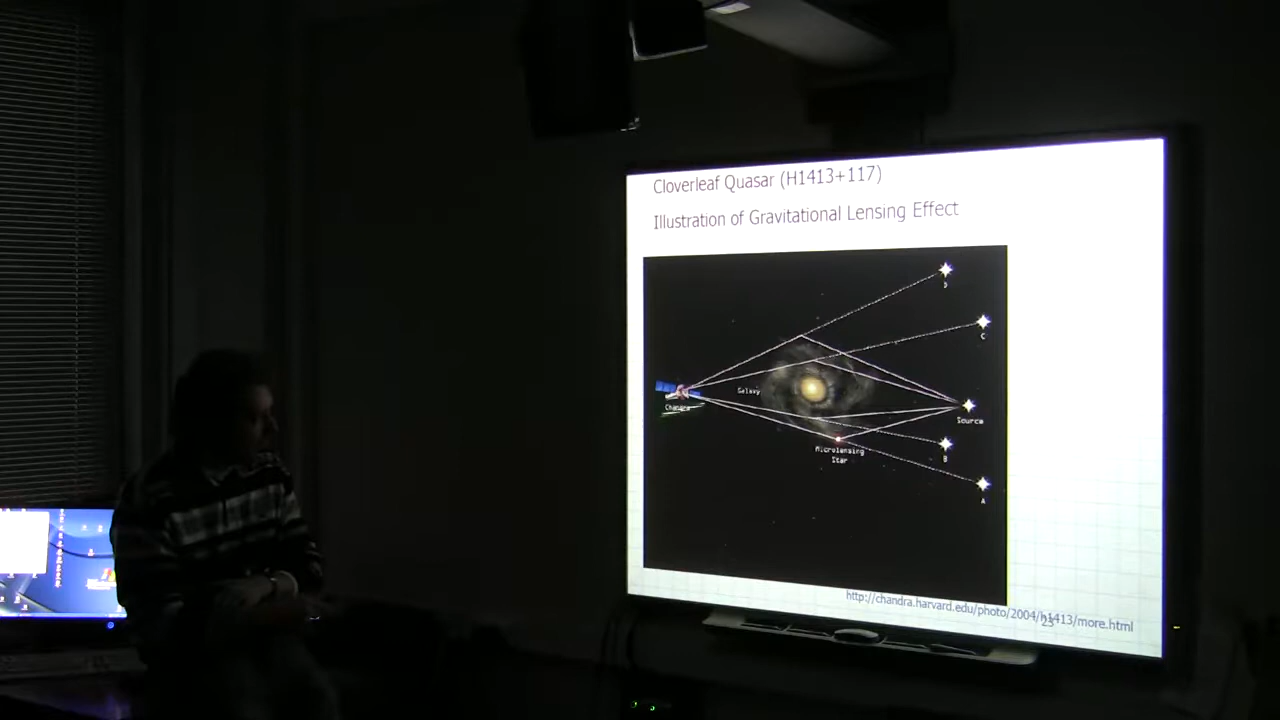 Cloverleaf Quasar (H1413+117)
Illustration of Gravitational Lensing Effect
D
C
Galaxy
Chandra
Source
Microlensing
Star
B
A
http://chandra.harvard.edu/photo/2004/h1413/more.html
23